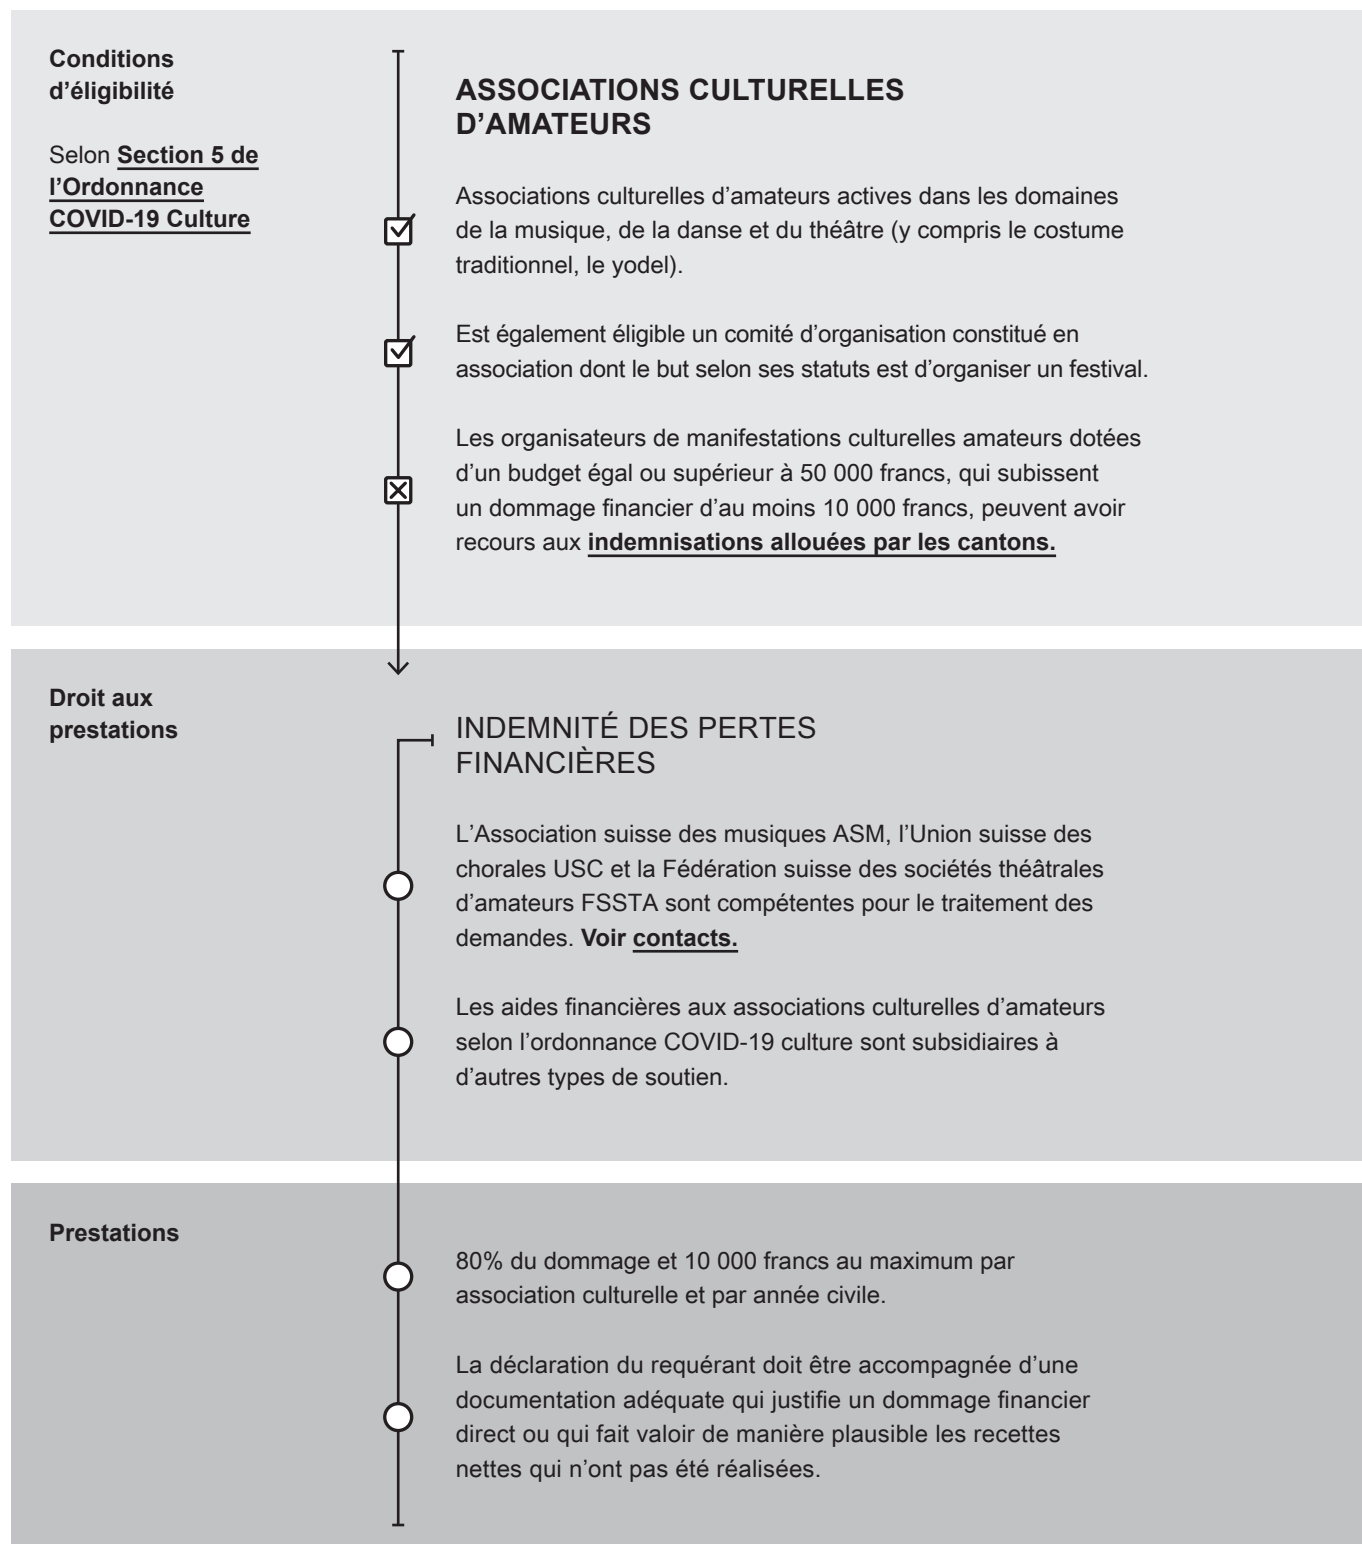 Conditions
d’éligibilité
Selon Section 5 de
l’Ordonnance
COVID-19 Culture
ASSOCIATIONS CULTURELLES
D’AMATEURS
Associations culturelles d’amateurs actives dans les domaines
de la musique, de la danse et du théâtre (y compris le costume
traditionnel, le yodel).
Est également éligible un comité d’organisation constitué en
association dont le but selon ses statuts est d’organiser un festival.
Les organisateurs de manifestations culturelles amateurs dotées
d’un budget égal ou supérieur à 50 000 francs, qui subissent
un dommage financier d’au moins 10 000 francs, peuvent avoir
recours aux indemnisations allouées par les cantons.
Droit aux
prestations
INDEMNITÉ DES PERTES
FINANCIÈRES
L’Association suisse des musiques ASM, l’Union suisse des
chorales USC et la Fédération suisse des sociétés théâtrales
d’amateurs FSSTA sont compétentes pour le traitement des
demandes. Voir contacts.
Les aides financières aux associations culturelles d’amateurs
selon l’ordonnance COVID-19 culture sont subsidiaires à
d’autres types de soutien.
Prestations
80% du dommage et 10 000 francs au maximum par
association culturelle et par année civile.
La déclaration du requérant doit être accompagnée d’une
documentation adéquate qui justifie un dommage financier
direct ou qui fait valoir de manière plausible les recettes
nettes qui n’ont pas été réalisées.